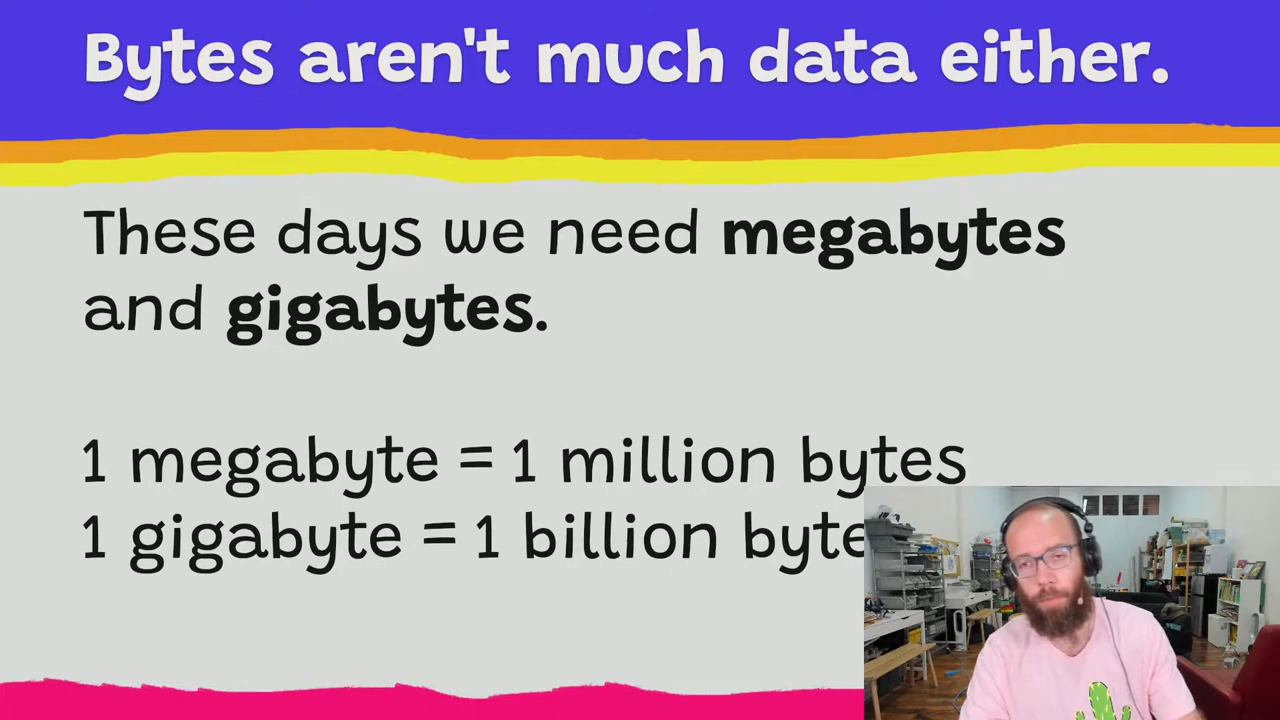 Bytes aren't much data either.
These days we need megabytes
and gigabytes.
1 megabyte = 1 million bytes
1 gigabyte = 1 billion byte